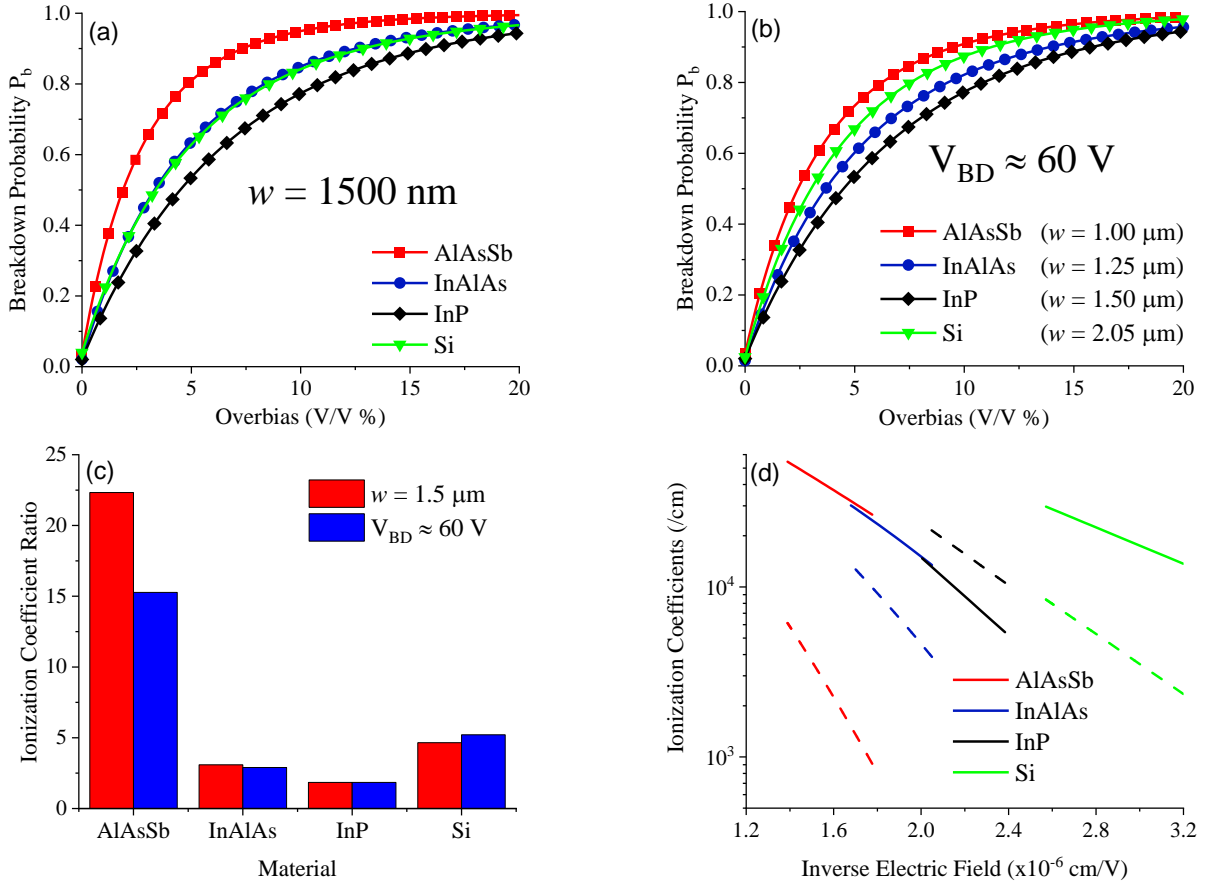 (a)
Breakdown Probability P_b
1.0
0.8
0.6
0.4
0.2
0.0
w = 1500 nm
AlAsSb
InAlAs
InP
Si
0 5 10 15 20
Overbias (V/V %)
(b)
Breakdown Probability P_b
1.0
0.8
0.6
0.4
0.2
0.0
V_BD ≈ 60 V
AlAsSb (w = 1.00 μm)
InAlAs (w = 1.25 μm)
InP (w = 1.50 μm)
Si (w = 2.05 μm)
0 5 10 15 20
Overbias (V/V %)
(c)
Ionization Coefficient Ratio
25
20
15
10
5
0
w = 1.5 μm
V_BD ≈ 60 V
AlAsSb InAlAs InP Si
Material
(d)
Ionization Coefficients (/cm)
10^4
10^3
AlAsSb
InAlAs
InP
Si
1.2 1.6 2.0 2.4 2.8 3.2
Inverse Electric Field (x10^-6 cm/V)